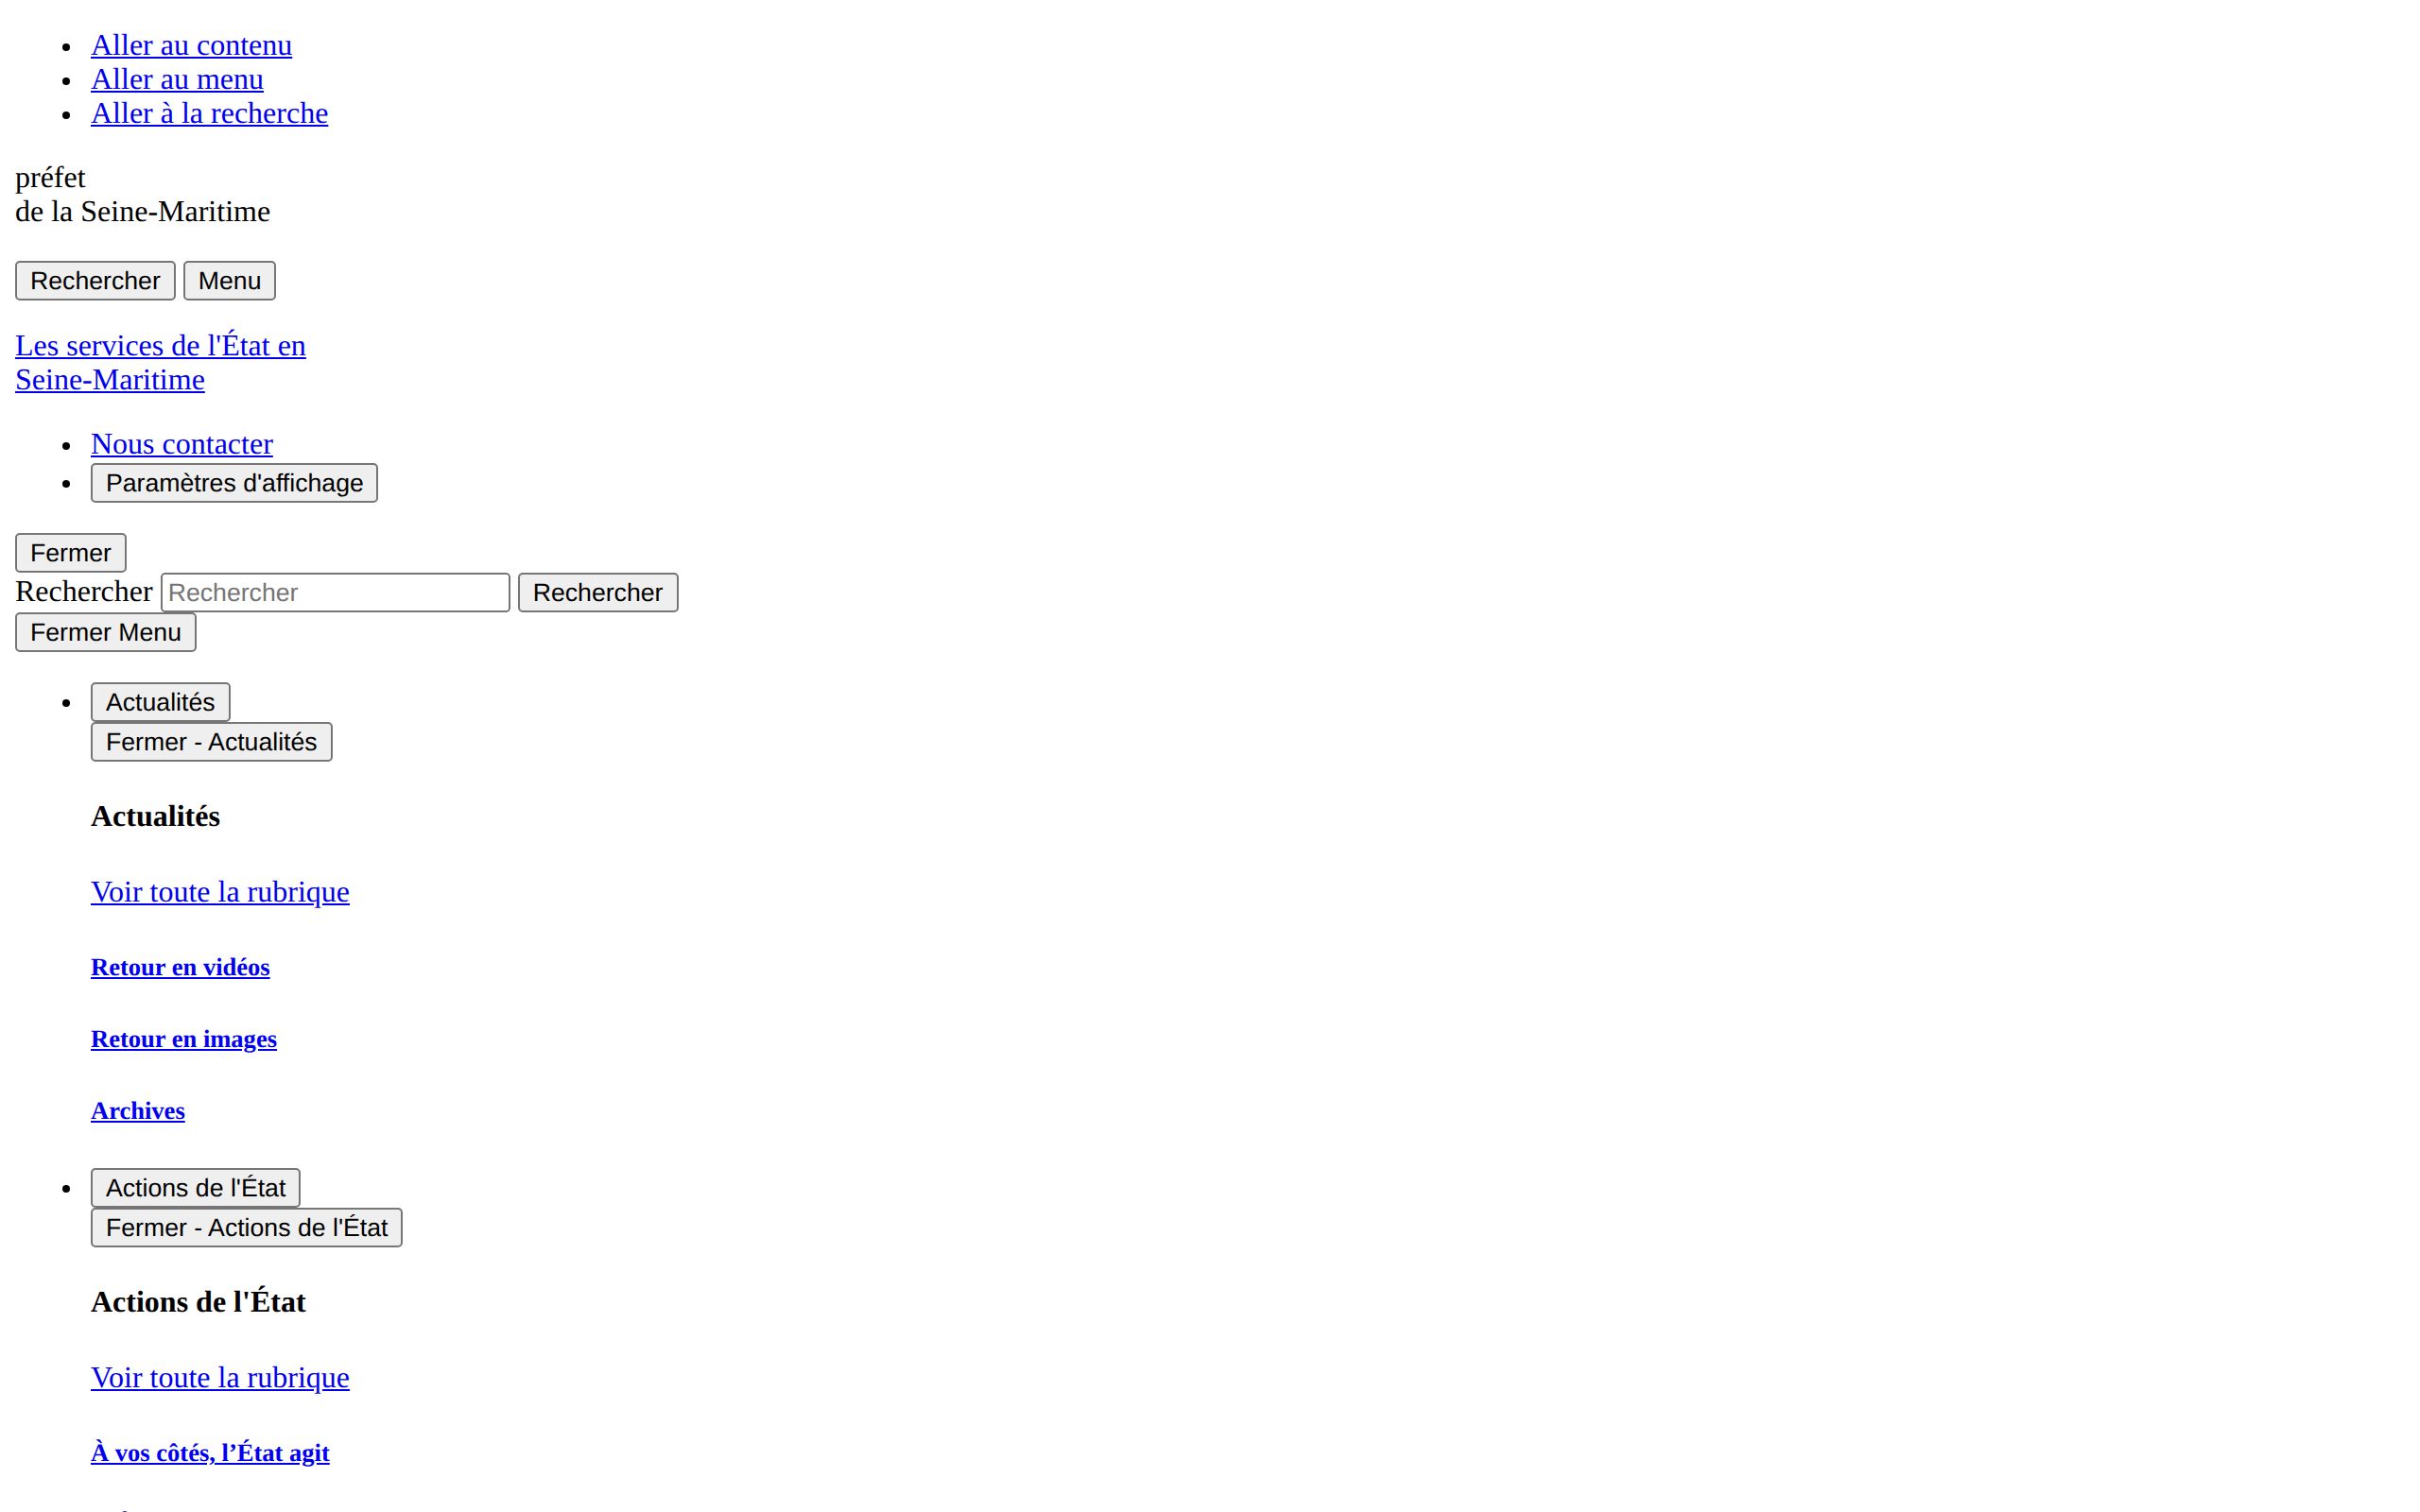 Aller au contenu
Aller au menu
Aller à la recherche
préfet
de la Seine-Maritime
Rechercher Menu
Les services de l'État en
Seine-Maritime
Nous contacter
Paramètres d'affichage
Fermer
Rechercher Rechercher Rechercher
Fermer Menu
Actualités
Fermer - Actualités
Actualités
Voir toute la rubrique
Retour en vidéos
Retour en images
Archives
Actions de l'État
Fermer - Actions de l'État
Actions de l'État
Voir toute la rubrique
À vos côtés, l’État agit